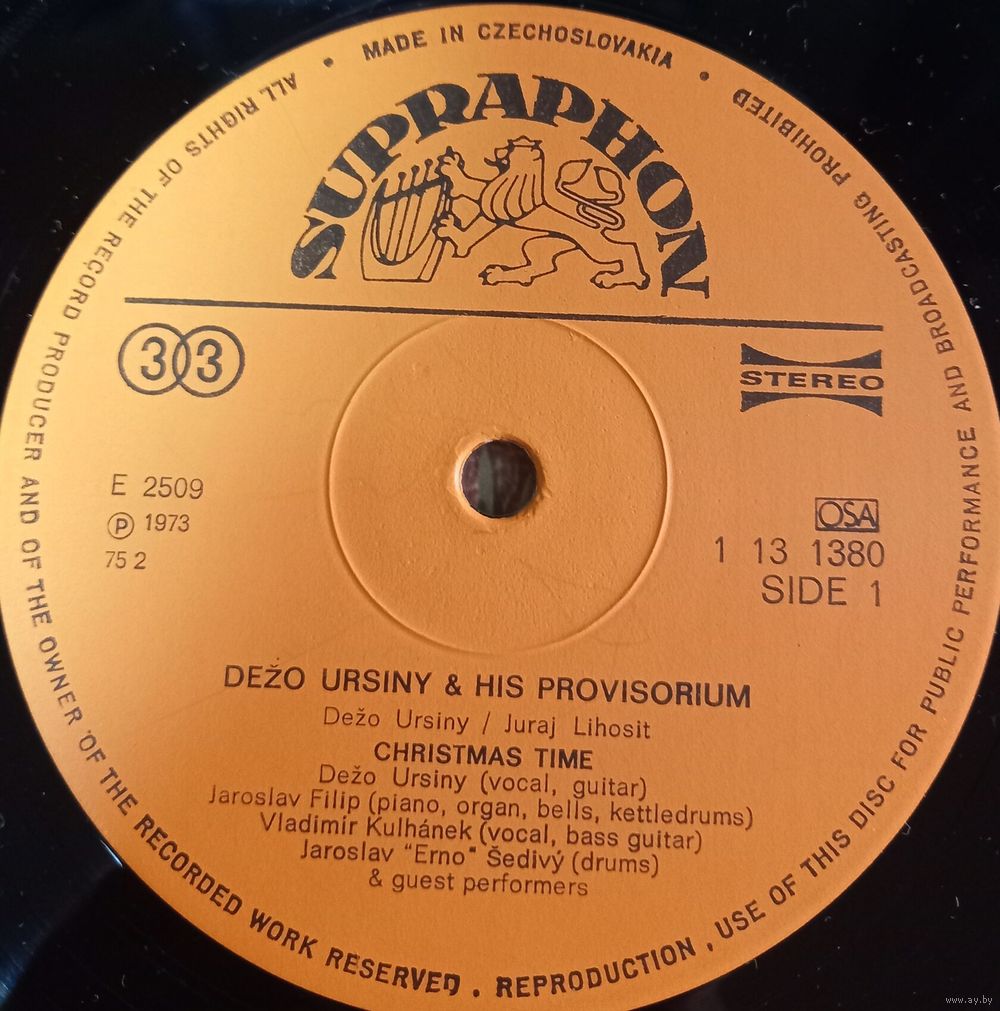 ALL RIGHTS OF THE RECORD PRODUCER AND OF THE OWNER OF THE RECORDED WORK RESERVED . REPRODUCTION , USE OF THIS DISC FOR PUBLIC PERFORMANCE AND BROADCASTING PROHIBITED
• MADE IN CZECHOSLOVAKIA •
SUPRAPHON
33
STEREO
E 2509
Ⓟ 1973
75 2
OSA
1 13 1380
SIDE 1
DEŽO URSINY & HIS PROVISORIUM
Dežo Ursiny / Juraj Lihosit
CHRISTMAS TIME
Dežo Ursiny (vocal, guitar)
Jaroslav Filip (piano, organ, bells, kettledrums)
Vladimír Kulhánek (vocal, bass guitar)
Jaroslav "Erno" Šedivý (drums)
& guest performers
www.ay.by